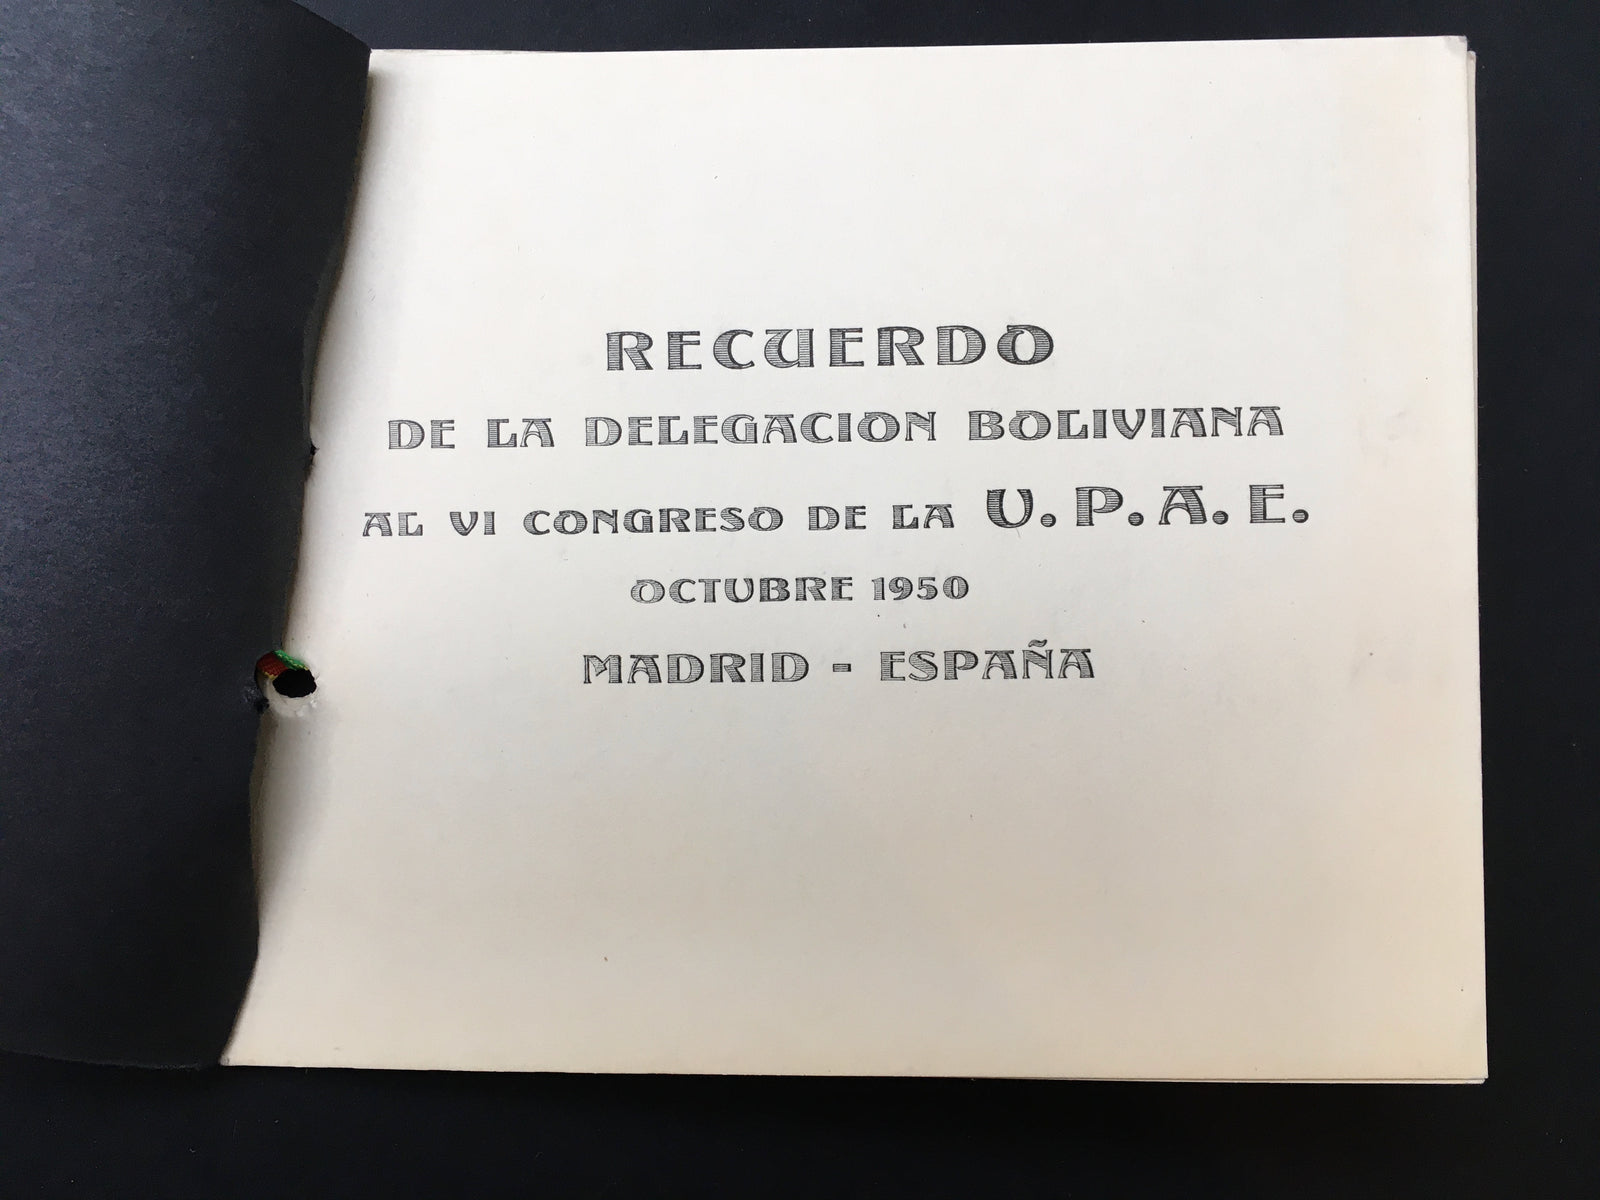 RECUERDO
DE LA DELEGACION BOLIVIANA
AL VI CONGRESO DE LA U.P.A.E.
OCTUBRE 1950
MADRID - ESPAÑA